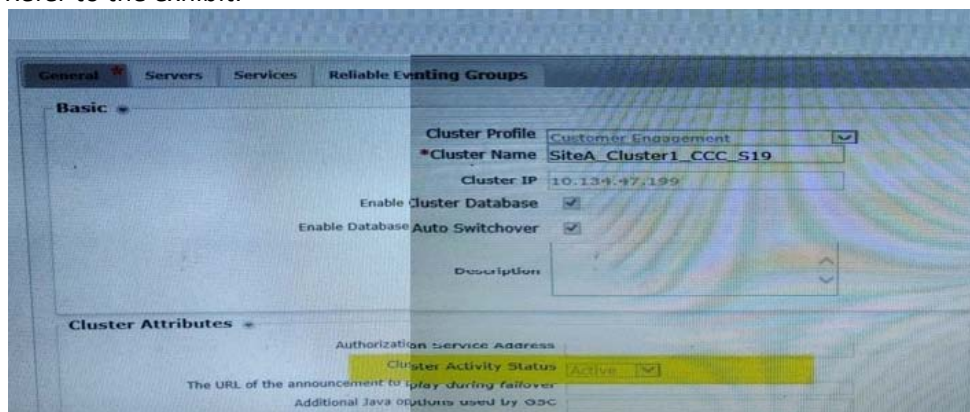 Refer to the exhibit.
General * Servers Services Reliable Eventing Groups
Basic
Cluster Profile Customer Engagement
*Cluster Name SiteA_Cluster1_CCC_S19
Cluster IP 10.134.47.199
Enable Cluster Database
Enable Database Auto Switchover
Description
Cluster Attributes
Authorization Service Address
Cluster Activity Status Active
The URL of the announcement to play during failover
Additional Java options used by